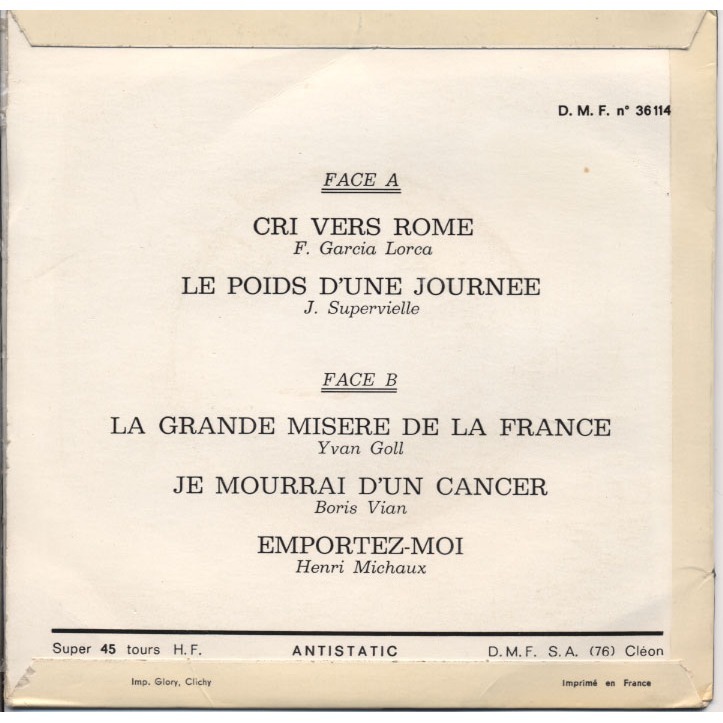 D. M. F. n° 36114
FACE A
CRI VERS ROME
F. Garcia Lorca
LE POIDS D'UNE JOURNEE
J. Supervielle
FACE B
LA GRANDE MISERE DE LA FRANCE
Yvan Goll
JE MOURRAI D'UN CANCER
Boris Vian
EMPORTEZ-MOI
Henri Michaux
Super 45 tours H.F. ANTISTATIC D.M.F. S.A. (76) Cléon
Imp. Glory, Clichy Imprimé en France